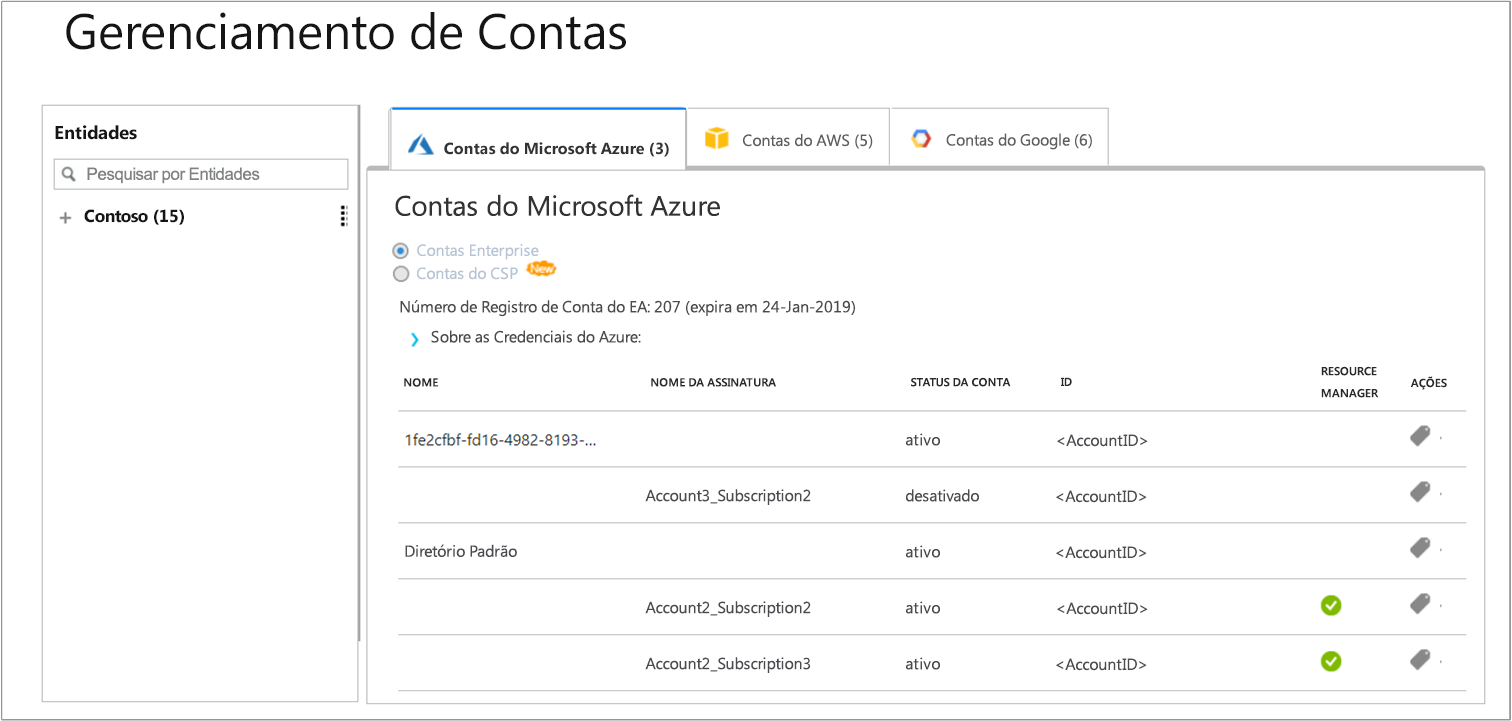 Gerenciamento de Contas
Entidades
Pesquisar por Entidades
Contoso (15)
Contas do Microsoft Azure (3)
Contas do AWS (5)
Contas do Google (6)
Contas do Microsoft Azure
Contas Enterprise
Contas do CSP New
Número de Registro de Conta do EA: 207 (expira em 24-Jan-2019)
Sobre as Credenciais do Azure:
NOME NOME DA ASSINATURA STATUS DA CONTA ID RESOURCE MANAGER AÇÕES
1fe2cfbf-fd16-4982-8193-... ativo <AccountID>
Account3_Subscription2 desativado <AccountID>
Diretório Padrão ativo <AccountID>
Account2_Subscription2 ativo <AccountID>
Account2_Subscription3 ativo <AccountID>